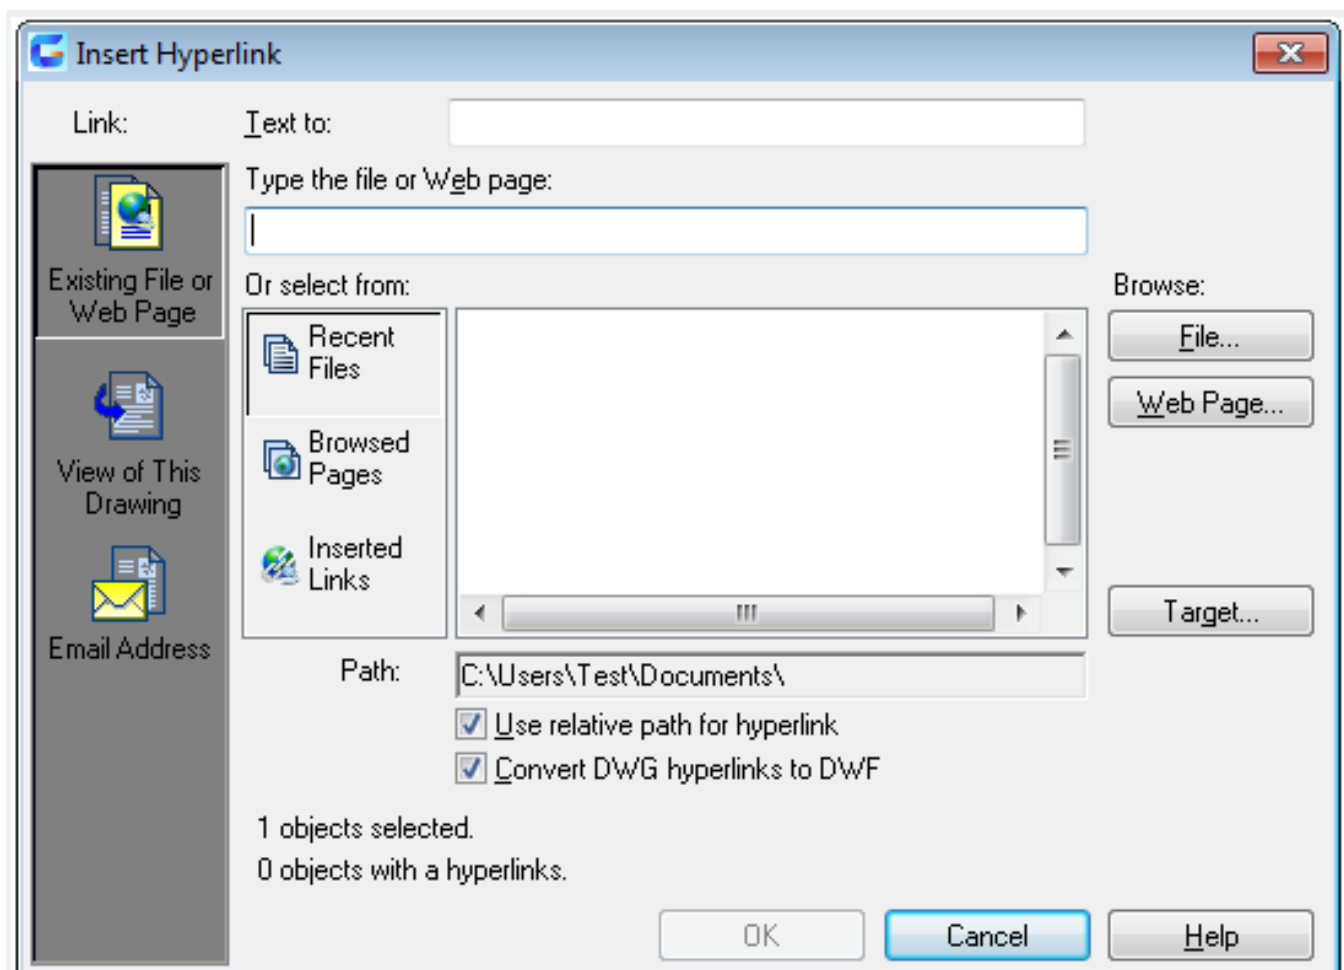 Insert Hyperlink
Link:
Text to:
Type the file or Web page:
Existing File or
Web Page
Or select from:
Browse:
Recent
Files
File...
Web Page...
View of This
Drawing
Browsed
Pages
Inserted
Links
Email Address
Target...
Path:
C:\Users\Test\Documents\
Use relative path for hyperlink
Convert DWG hyperlinks to DWF
1 objects selected.
0 objects with a hyperlinks.
OK
Cancel
Help